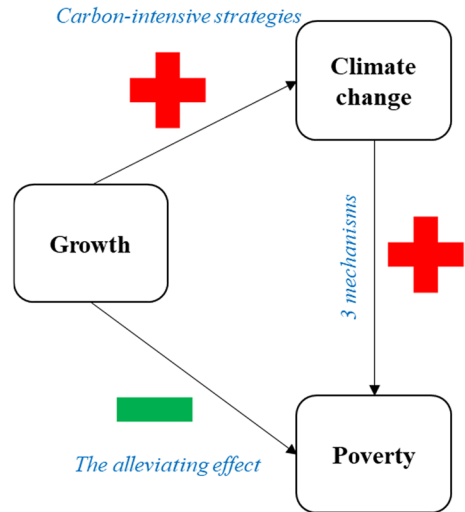 Carbon-intensive strategies
Climate
change
Growth
3 mechanisms
The alleviating effect
Poverty